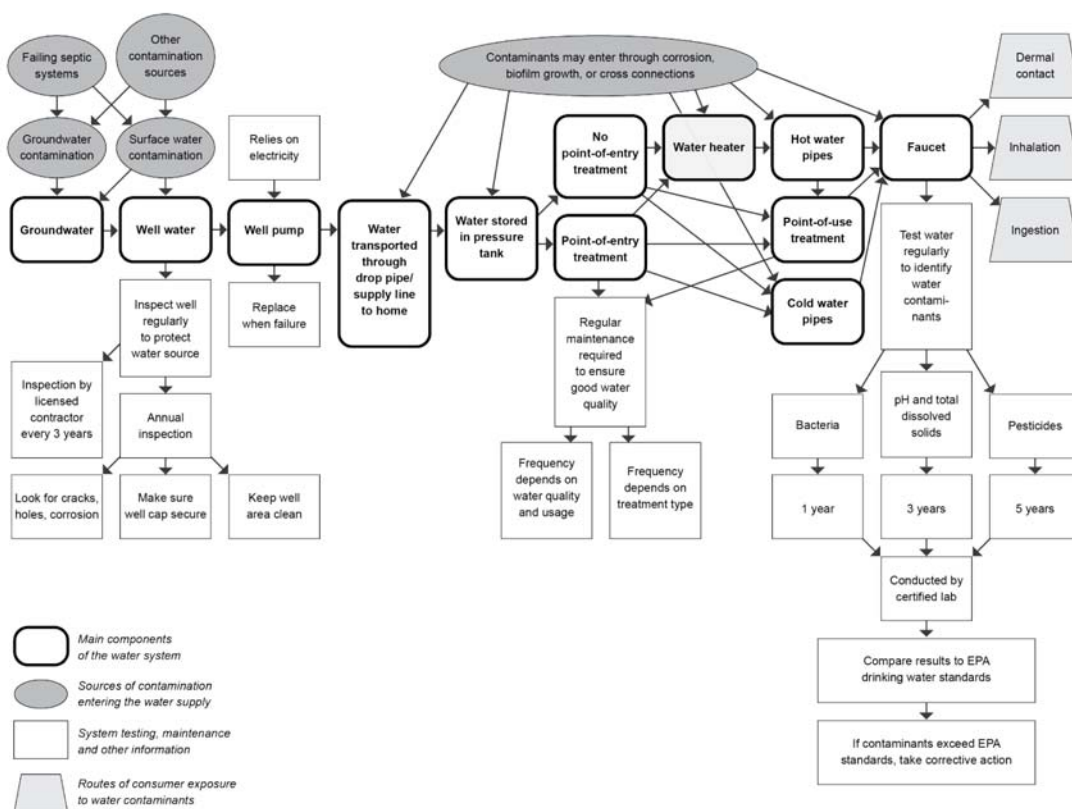 Failing septic
systems
Other
contamination
sources
Contaminants may enter through corrosion,
biofilm growth, or cross connections
Dermal
contact
Groundwater
contamination
Surface water
contamination
Relies on
electricity
No
point-of-entry
treatment
Water heater
Hot water
pipes
Faucet
Inhalation
Groundwater
Well water
Well pump
Water
transported
through
drop pipe/
supply line
to home
Water stored
in pressure
tank
Point-of-entry
treatment
Point-of-use
treatment
Cold water
pipes
Ingestion
Test water
regularly
to identify
water
contami-
nants
Inspect well
regularly
to protect
water source
Replace
when failure
Regular
maintenance
required
to ensure
good water
quality
Inspection by
licensed
contractor
every 3 years
Annual
inspection
Bacteria
pH and total
dissolved
solids
Pesticides
Look for cracks,
holes, corrosion
Make sure
well cap secure
Keep well
area clean
Frequency
depends on
water quality
and usage
Frequency
depends on
treatment type
1 year
3 years
5 years
Conducted by
certified lab
Compare results to EPA
drinking water standards
If contaminants exceed EPA
standards, take corrective action
Main components
of the water system
Sources of contamination
entering the water supply
System testing, maintenance
and other information
Routes of consumer exposure
to water contaminants